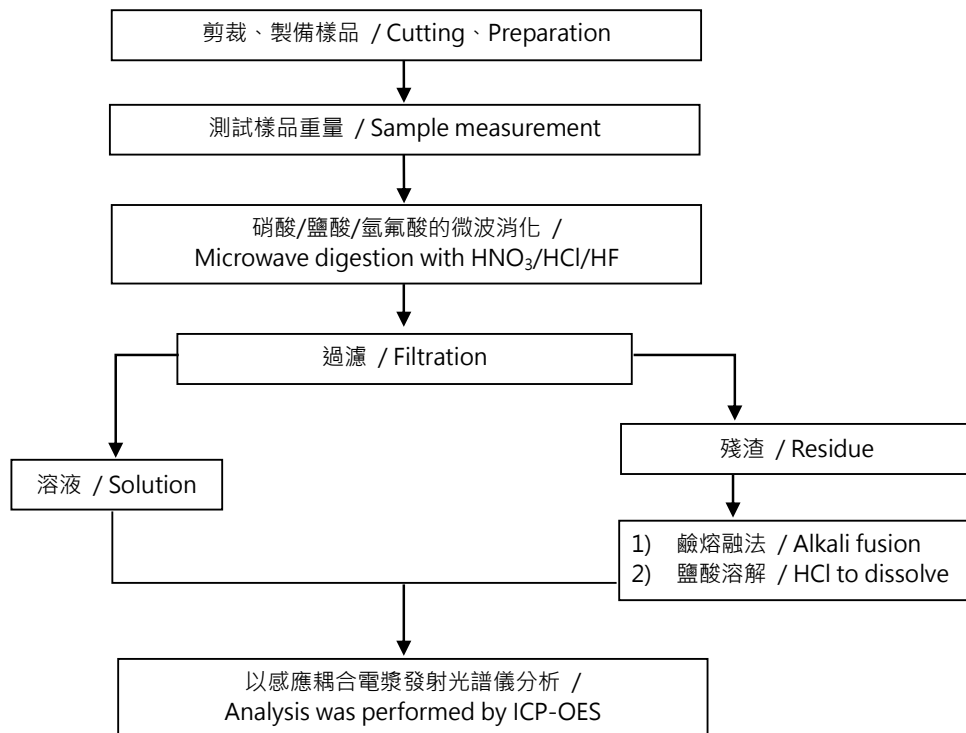 剪裁、製備樣品 / Cutting、Preparation
測試樣品重量 / Sample measurement
硝酸/鹽酸/氫氟酸的微波消化 /
Microwave digestion with HNO₃/HCl/HF
過濾 / Filtration
溶液 / Solution
殘渣 / Residue
1) 鹼熔融法 / Alkali fusion
2) 鹽酸溶解 / HCl to dissolve
以感應耦合電漿發射光譜儀分析 /
Analysis was performed by ICP-OES